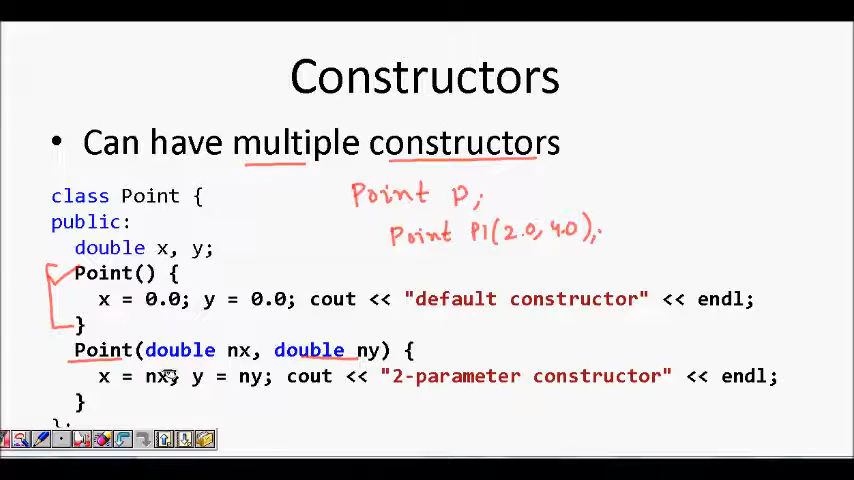 Constructors
• Can have multiple constructors
class Point {
Point p;
public:
Point P1(2.0, 4.0);
double x, y;
Point() {
x = 0.0; y = 0.0; cout << "default constructor" << endl;
}
Point(double nx, double ny) {
x = nx; y = ny; cout << "2-parameter constructor" << endl;
}
};